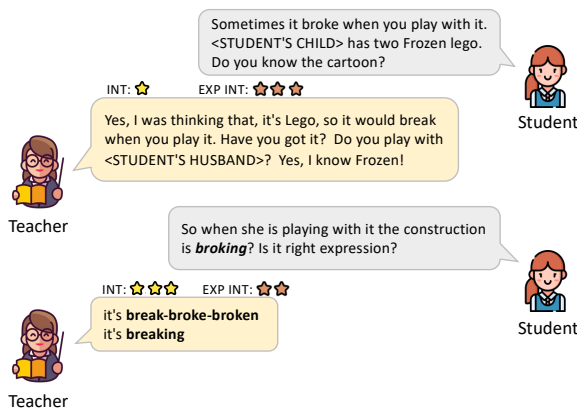 Sometimes it broke when you play with it.
<STUDENT'S CHILD> has two Frozen lego.
Do you know the cartoon?
Student
INT: EXP INT:
Yes, I was thinking that, it's Lego, so it would break
when you play it. Have you got it? Do you play with
<STUDENT'S HUSBAND>? Yes, I know Frozen!
Teacher
So when she is playing with it the construction
is broking? Is it right expression?
Student
INT: EXP INT:
it's break-broke-broken
it's breaking
Teacher